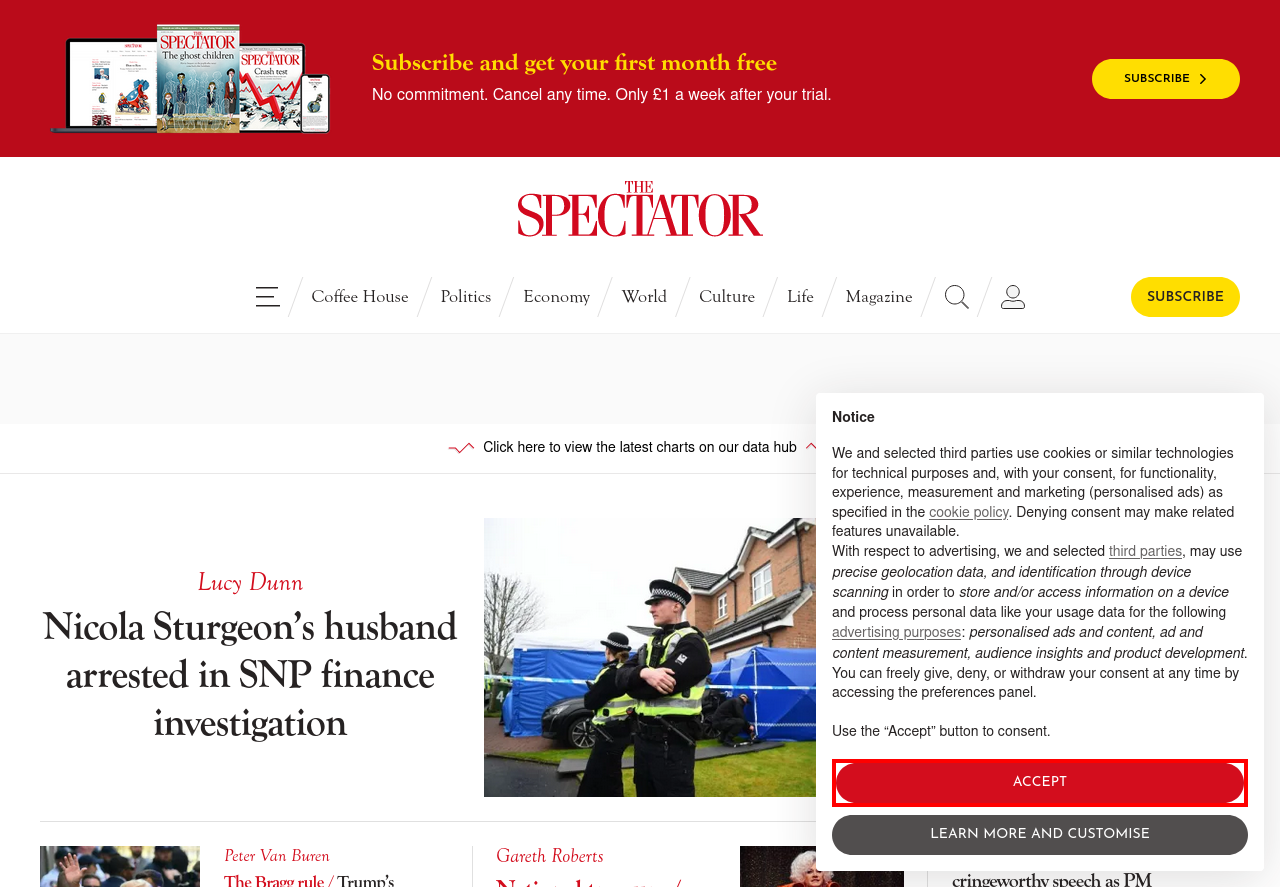 THE
SPECTATOR
The ghost children
SPECTATOR
Crash test
Subscribe and get your first month free
No commitment. Cancel any time. Only £1 a week after your trial.
SUBSCRIBE
THE
SPECTATOR
Coffee House
Politics
Economy
World
Culture
Life
Magazine
SUBSCRIBE
Click here to view the latest charts on our data hub
Lucy Dunn
Nicola Sturgeon’s husband
arrested in SNP finance
investigation
Peter Van Buren
The Bragg rule / Trump’s
Gareth Roberts
cringeworthy speech as PM
Notice
We and selected third parties use cookies or similar technologies
for technical purposes and, with your consent, for functionality,
experience, measurement and marketing (personalised ads) as
specified in the cookie policy. Denying consent may make related
features unavailable.
With respect to advertising, we and selected third parties, may use
precise geolocation data, and identification through device
scanning in order to store and/or access information on a device
and process personal data like your usage data for the following
advertising purposes: personalised ads and content, ad and
content measurement, audience insights and product development.
You can freely give, deny, or withdraw your consent at any time by
accessing the preferences panel.
Use the “Accept” button to consent.
ACCEPT
LEARN MORE AND CUSTOMISE